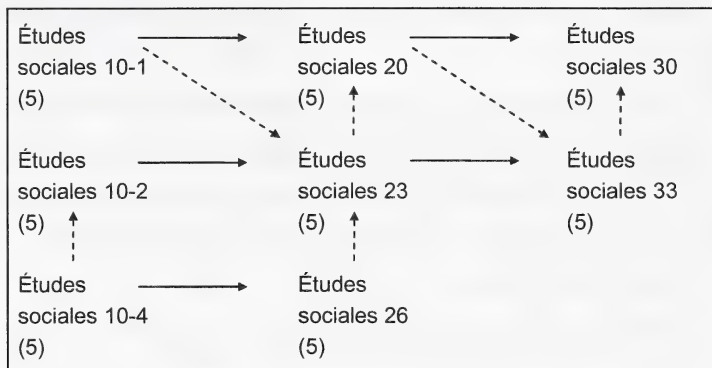 Études
sociales 10-1
(5)
Études
sociales 20
(5)
Études
sociales 30
(5)
Études
sociales 10-2
(5)
Études
sociales 23
(5)
Études
sociales 33
(5)
Études
sociales 10-4
(5)
Études
sociales 26
(5)